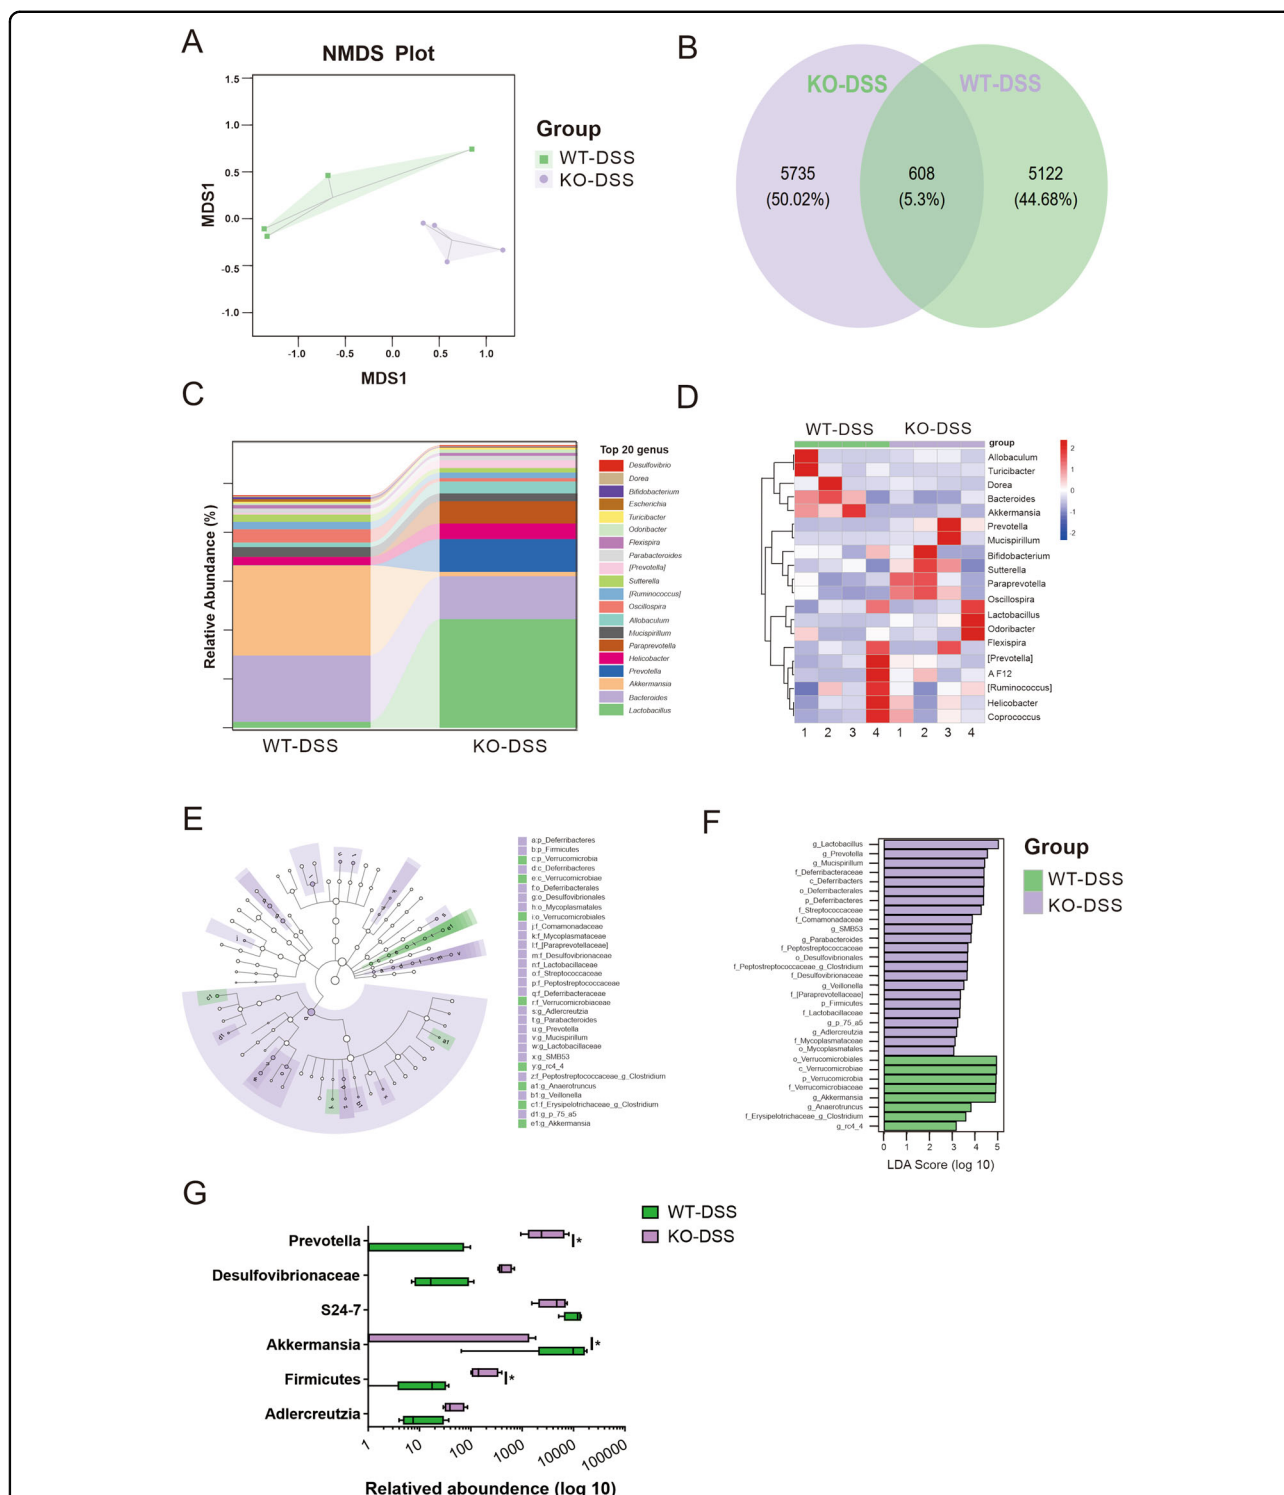 A
NMDS Plot
1.5
1.0
0.5
0.0
-0.5
-1.0
MDS1
-1.0 -0.5 0.0 0.5 1.0
MDS1
Group
WT-DSS
KO-DSS
B
KO-DSS WT-DSS
5735 608 5122
(50.02%) (5.3%) (44.68%)
C
Relative Abundance (%)
WT-DSS KO-DSS
Top 20 genus
Desulfovibrio
Dorea
Bifidobacterium
Escherichia
Turicibacter
Odoribacter
Flexispira
Parabacteroides
[Prevotella]
Sutterella
[Ruminococcus]
Oscillospira
Allobaculum
Mucispirillum
Paraprevotella
Helicobacter
Prevotella
Akkermansia
Bacteroides
Lactobacillus
D
WT-DSS KO-DSS
group
Allobaculum
Turicibacter
Dorea
Bacteroides
Akkermansia
Prevotella
Mucispirillum
Bifidobacterium
Sutterella
Paraprevotella
Oscillospira
Lactobacillus
Odoribacter
Flexispira
[Prevotella]
A F12
[Ruminococcus]
Helicobacter
Coprococcus
1 2 3 4 1 2 3 4
2
1
0
-1
-2
E
a:p_Deferribacteres
b:p_Firmicutes
c:p_Verrucomicrobia
d:c_Deferribacteres
e:c_Verrucomicrobiae
f:o_Deferribacterales
g:o_Desulfovibrionales
h:o_Mycoplasmatales
i:o_Verrucomicrobiales
j:f_Comamonadaceae
k:f_Mycoplasmataceae
l:f_[Paraprevotellaceae]
m:f_Desulfovibrionaceae
n:f_Lactobacillaceae
o:f_Streptococcaceae
p:f_Peptostreptococcaceae
q:f_Deferribacteraceae
r:f_Verrucomicrobiaceae
s:g_Adlercreutzia
t:g_Parabacteroides
u:g_Prevotella
v:g_Mucispirillum
w:g_Lactobacillaceae
x:g_SMB53
y:g_rc4_4
z:f_Peptostreptococcaceae_g_Clostridium
a1:g_Anaerotruncus
b1:g_Veillonella
c1:f_Erysipelotrichaceae_g_Clostridium
d1:g_p_75_a5
e1:g_Akkermansia
F
g_Lactobacillus
g_Prevotella
g_Mucispirillum
f_Deferribacteraceae
c_Deferribacters
o_Deferribacterales
p_Deferribacteres
f_Streptococcaceae
f_Comamonadaceae
g_SMB53
g_Parabacteroides
f_Peptostreptococcaceae
o_Desulfovibrionales
f_Peptostreptococcaceae_g_Clostridium
f_Desulfovibrionaceae
g_Veillonella
f_[Paraprevotellaceae]
p_Firmicutes
f_Lactobacillaceae
g_p_75_a5
g_Adlercreutzia
f_Mycoplasmataceae
o_Mycoplasmatales
o_Verrucomicrobiales
c_Verrucomicrobiae
p_Verrucomicrobia
f_Verrucomicrobiaceae
g_Akkermansia
g_Anaerotruncus
f_Erysipelotrichaceae_g_Clostridium
g_rc4_4
0 1 2 3 4 5
LDA Score (log 10)
Group
WT-DSS
KO-DSS
G
WT-DSS
KO-DSS
Prevotella
*
Desulfovibrionaceae
S24-7
Akkermansia
*
Firmicutes
*
Adlercreutzia
1 10 100 1000 10000 100000
Relatived aboundence (log 10)